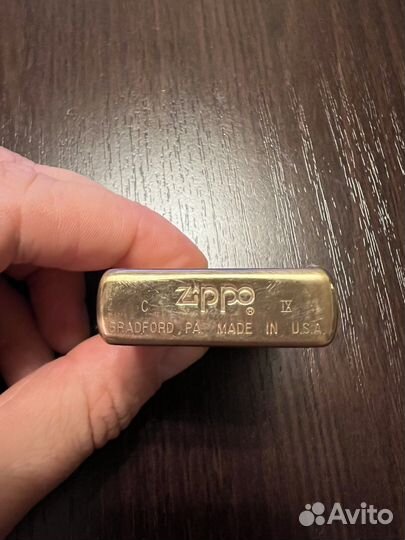 C Zippo ® IX
BRADFORD, PA. MADE IN U.S.A.
Avito